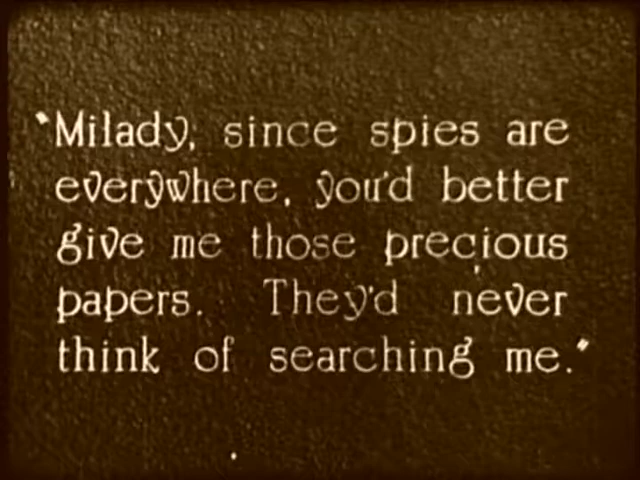 "Milady, since spies are
everywhere, you'd better
give me those precious
papers. They'd never
think of searching me."